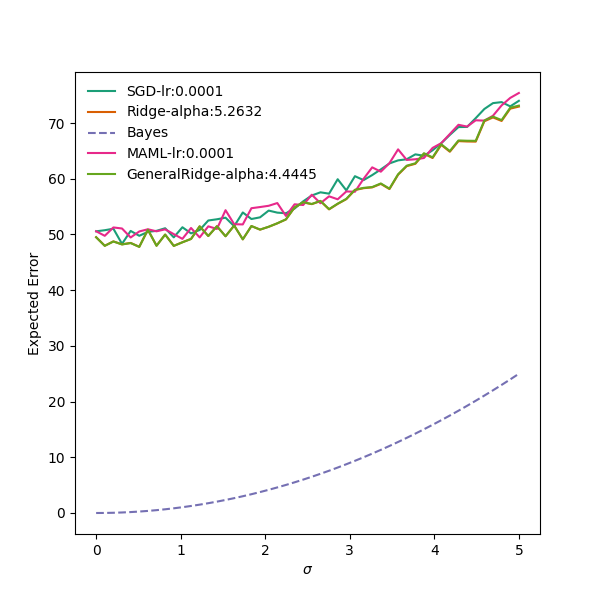 SGD-lr:0.0001
Ridge-alpha:5.2632
Bayes
MAML-lr:0.0001
GeneralRidge-alpha:4.4445
Expected Error
70
60
50
40
30
20
10
0
0 1 2 3 4 5
σ